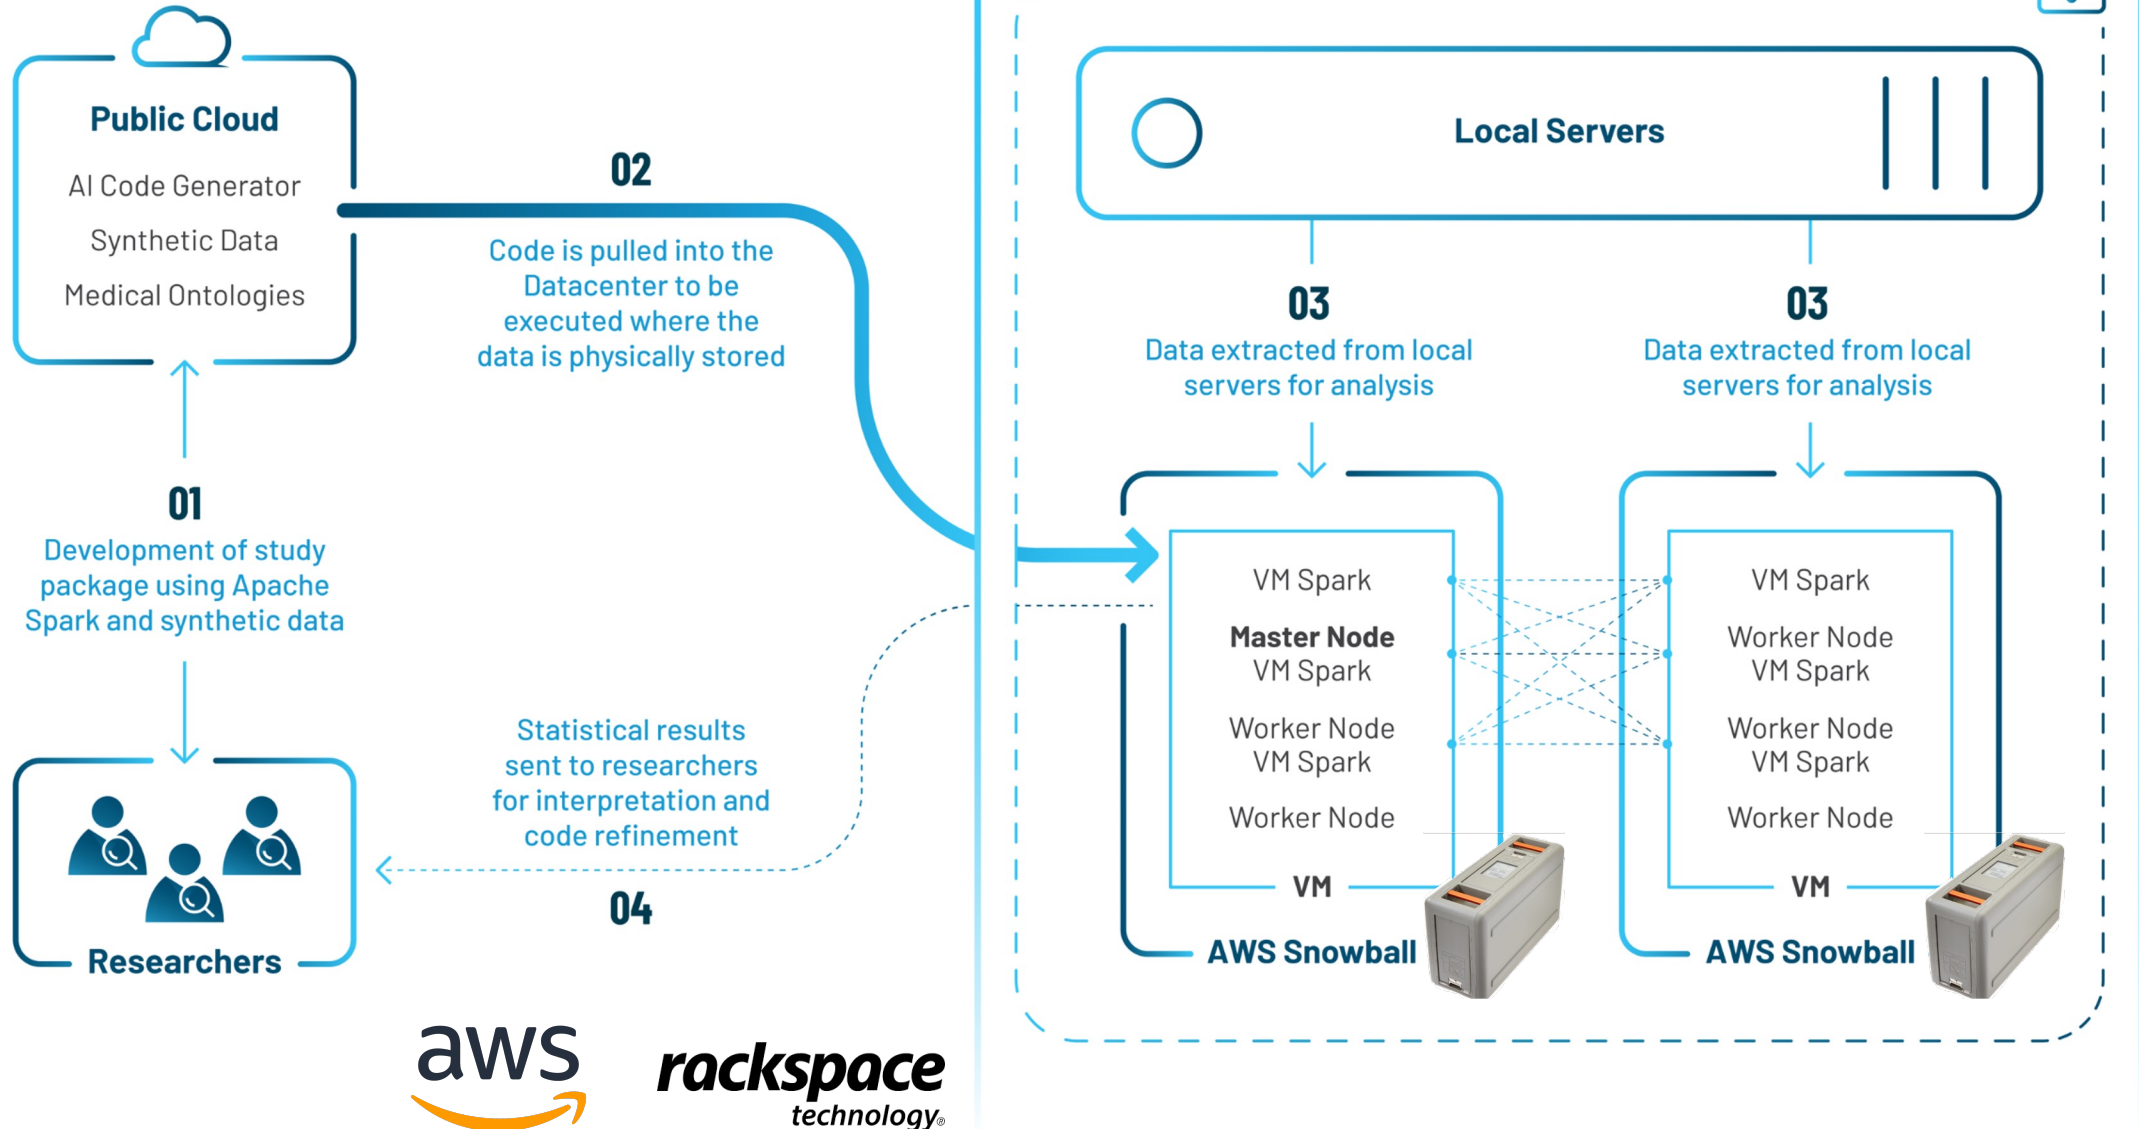 Public Cloud
AI Code Generator
Synthetic Data
Medical Ontologies
01
Development of study
package using Apache
Spark and synthetic data
Researchers
02
Code is pulled into the
Datacenter to be
executed where the
data is physically stored
Statistical results
sent to researchers
for interpretation and
code refinement
04
Local Servers
03
Data extracted from local
servers for analysis
03
Data extracted from local
servers for analysis
VM Spark
Master Node
VM Spark
Worker Node
VM Spark
Worker Node
VM
AWS Snowball
VM Spark
Worker Node
VM Spark
Worker Node
VM Spark
Worker Node
VM
AWS Snowball
aws
rackspace
technology®